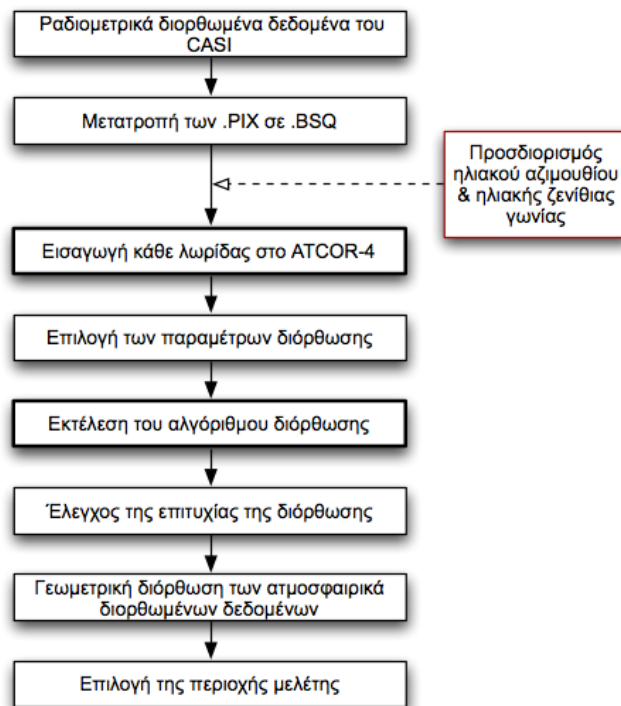 Ραδιομετρικά διορθωμένα δεδομένα του
CASI
Μετατροπή των .PIX σε .BSQ
Προσδιορισμός
ηλιακού αζιμουθίου
& ηλιακής ζενίθιας
γωνίας
Εισαγωγή κάθε λωρίδας στο ATCOR-4
Επιλογή των παραμέτρων διόρθωσης
Εκτέλεση του αλγόριθμου διόρθωσης
Έλεγχος της επιτυχίας της διόρθωσης
Γεωμετρική διόρθωση των ατμοσφαιρικά
διορθωμένων δεδομένων
Επιλογή της περιοχής μελέτης